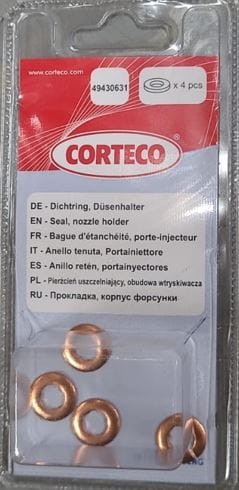 www.corteco.com
49430631
x 4 pcs
CORTECO
DE - Dichtring, Düsenhalter
EN - Seal, nozzle holder
FR - Bague d'étanchéité, porte-injecteur
IT - Anello tenuta, Portainiettore
ES - Anillo retén, portainyectores
PL - Pierścień uszczelniający, obudowa wtryskiwacza
RU - Прокладка, корпус форсунки